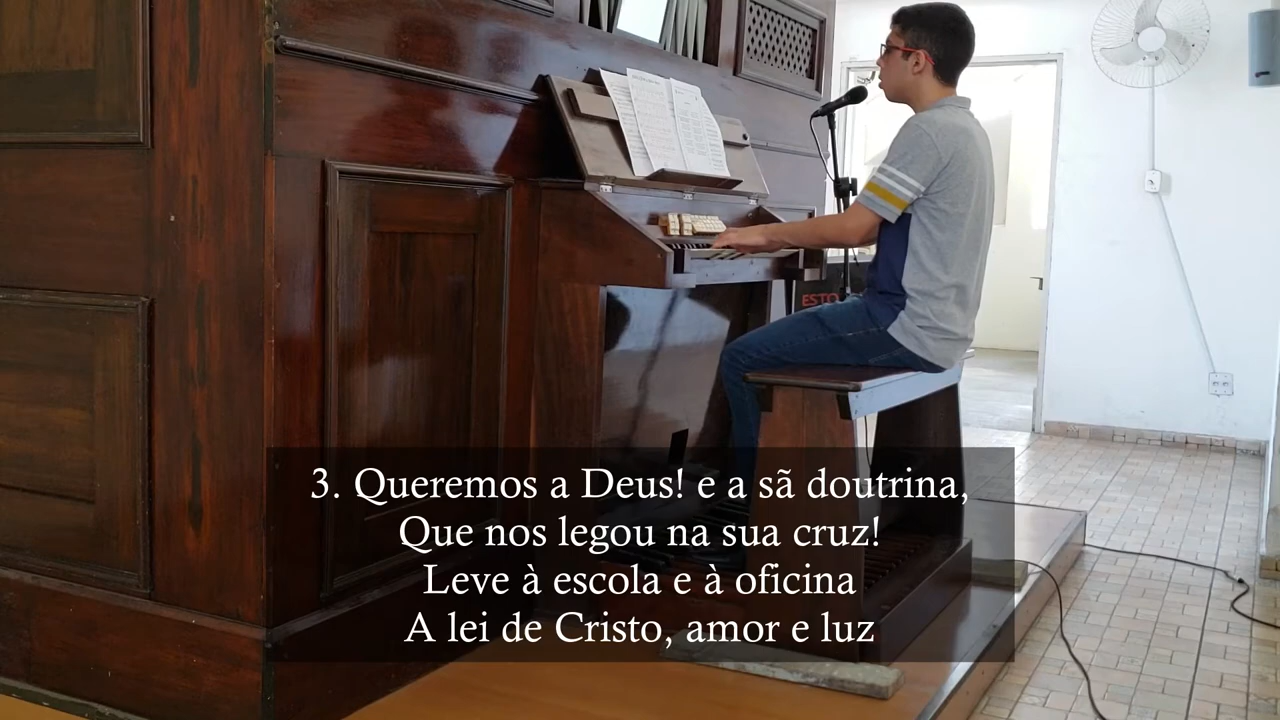 ESTO
3. Queremos a Deus! e a sã doutrina,
Que nos legou na sua cruz!
Leve à escola e à oficina
A lei de Cristo, amor e luz